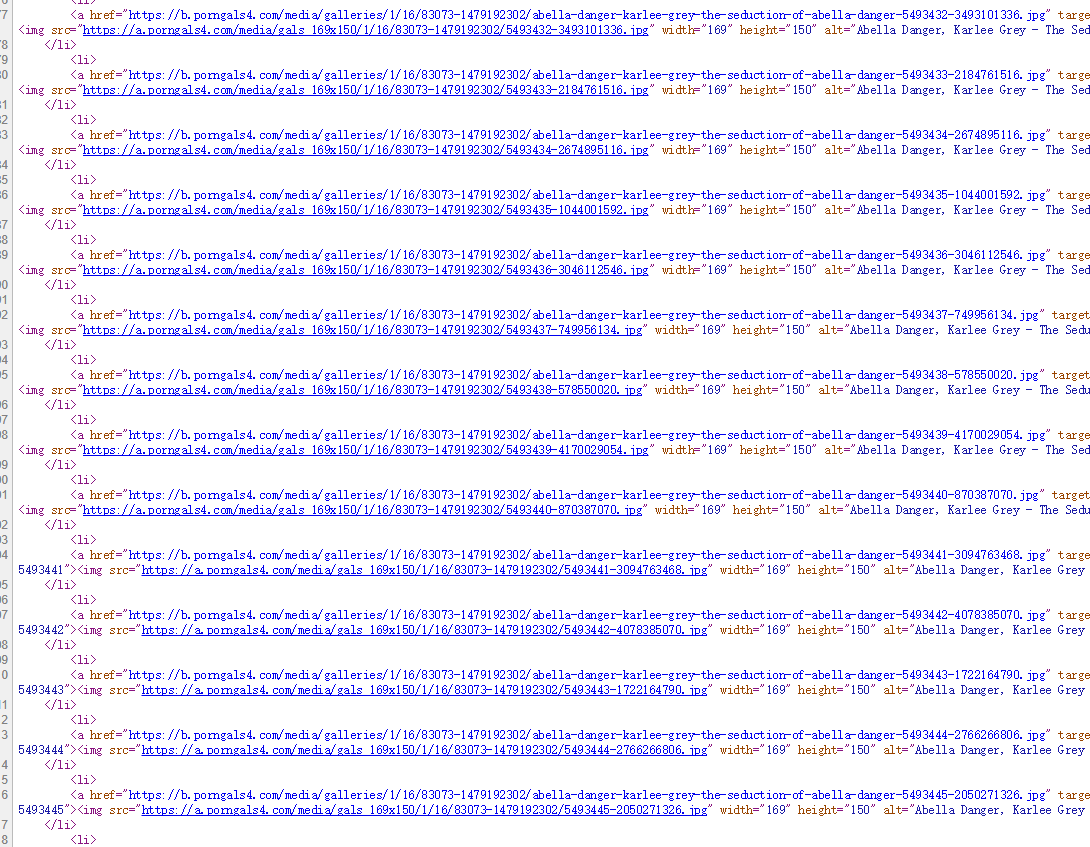 <li>
77 <a href="https://b.porngals4.com/media/galleries/1/16/83073-1479192302/abella-danger-karlee-grey-the-seduction-of-abella-danger-5493432-3493101336.jpg" targe
<img src="https://a.porngals4.com/media/gals_169x150/1/16/83073-1479192302/5493432-3493101336.jpg" width="169" height="150" alt="Abella Danger, Karlee Grey - The Sed
78 </li>
79 <li>
80 <a href="https://b.porngals4.com/media/galleries/1/16/83073-1479192302/abella-danger-karlee-grey-the-seduction-of-abella-danger-5493433-2184761516.jpg" targe
<img src="https://a.porngals4.com/media/gals_169x150/1/16/83073-1479192302/5493433-2184761516.jpg" width="169" height="150" alt="Abella Danger, Karlee Grey - The Sed
81 </li>
82 <li>
83 <a href="https://b.porngals4.com/media/galleries/1/16/83073-1479192302/abella-danger-karlee-grey-the-seduction-of-abella-danger-5493434-2674895116.jpg" targe
<img src="https://a.porngals4.com/media/gals_169x150/1/16/83073-1479192302/5493434-2674895116.jpg" width="169" height="150" alt="Abella Danger, Karlee Grey - The Sed
84 </li>
85 <li>
86 <a href="https://b.porngals4.com/media/galleries/1/16/83073-1479192302/abella-danger-karlee-grey-the-seduction-of-abella-danger-5493435-1044001592.jpg" targe
<img src="https://a.porngals4.com/media/gals_169x150/1/16/83073-1479192302/5493435-1044001592.jpg" width="169" height="150" alt="Abella Danger, Karlee Grey - The Sed
87 </li>
88 <li>
89 <a href="https://b.porngals4.com/media/galleries/1/16/83073-1479192302/abella-danger-karlee-grey-the-seduction-of-abella-danger-5493436-3046112546.jpg" targe
<img src="https://a.porngals4.com/media/gals_169x150/1/16/83073-1479192302/5493436-3046112546.jpg" width="169" height="150" alt="Abella Danger, Karlee Grey - The Sed
90 </li>
91 <li>
92 <a href="https://b.porngals4.com/media/galleries/1/16/83073-1479192302/abella-danger-karlee-grey-the-seduction-of-abella-danger-5493437-749956134.jpg" target
<img src="https://a.porngals4.com/media/gals_169x150/1/16/83073-1479192302/5493437-749956134.jpg" width="169" height="150" alt="Abella Danger, Karlee Grey - The Sedu
93 </li>
94 <li>
95 <a href="https://b.porngals4.com/media/galleries/1/16/83073-1479192302/abella-danger-karlee-grey-the-seduction-of-abella-danger-5493438-578550020.jpg" target
<img src="https://a.porngals4.com/media/gals_169x150/1/16/83073-1479192302/5493438-578550020.jpg" width="169" height="150" alt="Abella Danger, Karlee Grey - The Sedu
96 </li>
97 <li>
98 <a href="https://b.porngals4.com/media/galleries/1/16/83073-1479192302/abella-danger-karlee-grey-the-seduction-of-abella-danger-5493439-4170029054.jpg" targe
<img src="https://a.porngals4.com/media/gals_169x150/1/16/83073-1479192302/5493439-4170029054.jpg" width="169" height="150" alt="Abella Danger, Karlee Grey - The Sed
99 </li>
00 <li>
01 <a href="https://b.porngals4.com/media/galleries/1/16/83073-1479192302/abella-danger-karlee-grey-the-seduction-of-abella-danger-5493440-870387070.jpg" target
<img src="https://a.porngals4.com/media/gals_169x150/1/16/83073-1479192302/5493440-870387070.jpg" width="169" height="150" alt="Abella Danger, Karlee Grey - The Sedu
02 </li>
03 <li>
04 <a href="https://b.porngals4.com/media/galleries/1/16/83073-1479192302/abella-danger-karlee-grey-the-seduction-of-abella-danger-5493441-3094763468.jpg" targe
5493441"><img src="https://a.porngals4.com/media/gals_169x150/1/16/83073-1479192302/5493441-3094763468.jpg" width="169" height="150" alt="Abella Danger, Karlee Grey
05 </li>
06 <li>
07 <a href="https://b.porngals4.com/media/galleries/1/16/83073-1479192302/abella-danger-karlee-grey-the-seduction-of-abella-danger-5493442-4078385070.jpg" targe
5493442"><img src="https://a.porngals4.com/media/gals_169x150/1/16/83073-1479192302/5493442-4078385070.jpg" width="169" height="150" alt="Abella Danger, Karlee Grey
08 </li>
09 <li>
0 <a href="https://b.porngals4.com/media/galleries/1/16/83073-1479192302/abella-danger-karlee-grey-the-seduction-of-abella-danger-5493443-1722164790.jpg" targe
5493443"><img src="https://a.porngals4.com/media/gals_169x150/1/16/83073-1479192302/5493443-1722164790.jpg" width="169" height="150" alt="Abella Danger, Karlee Grey
11 </li>
2 <li>
3 <a href="https://b.porngals4.com/media/galleries/1/16/83073-1479192302/abella-danger-karlee-grey-the-seduction-of-abella-danger-5493444-2766266806.jpg" targe
5493444"><img src="https://a.porngals4.com/media/gals_169x150/1/16/83073-1479192302/5493444-2766266806.jpg" width="169" height="150" alt="Abella Danger, Karlee Grey
4 </li>
5 <li>
6 <a href="https://b.porngals4.com/media/galleries/1/16/83073-1479192302/abella-danger-karlee-grey-the-seduction-of-abella-danger-5493445-2050271326.jpg" targe
5493445"><img src="https://a.porngals4.com/media/gals_169x150/1/16/83073-1479192302/5493445-2050271326.jpg" width="169" height="150" alt="Abella Danger, Karlee Grey
7 </li>
8 <li>